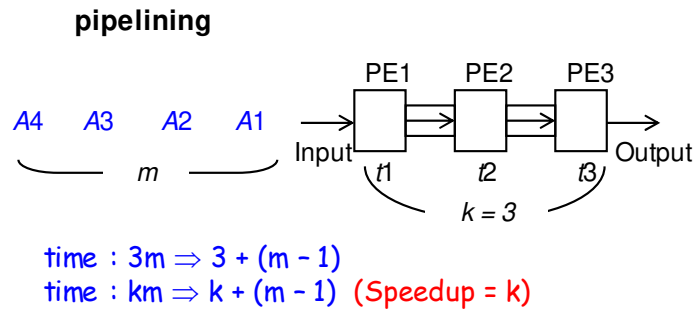 pipelining
PE1 PE2 PE3
A4 A3 A2 A1
Input Output
m t1 t2 t3
k = 3
time : 3m ⇒ 3 + (m – 1)
time : km ⇒ k + (m – 1) (Speedup = k)